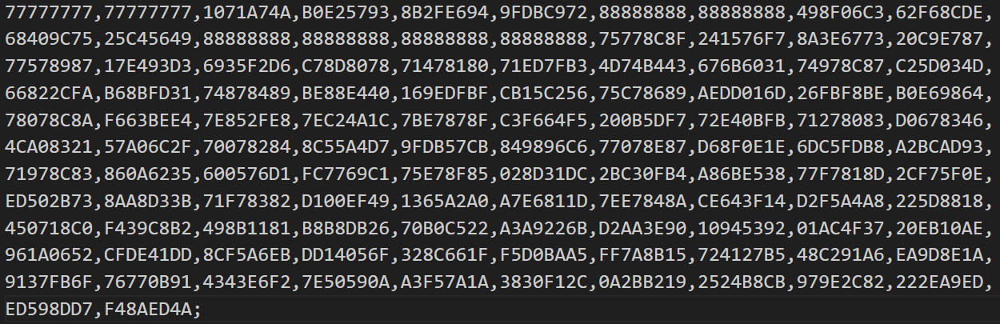 77777777,77777777,1071A74A,B0E25793,8B2FE694,9FDBC972,88888888,88888888,498F06C3,62F68CDE,
68409C75,25C45649,88888888,88888888,88888888,88888888,75778C8F,241576F7,8A3E6773,20C9E787,
77578987,17E493D3,6935F2D6,C78D8078,71478180,71ED7FB3,4D74B443,676B6031,74978C87,C25D034D,
66822CFA,B68BFD31,74878489,BE88E440,169EDFBF,CB15C256,75C78689,AEDD016D,26FBF8BE,B0E69864,
78078C8A,F663BEE4,7E852FE8,7EC24A1C,7BE7878F,C3F664F5,200B5DF7,72E40BFB,71278083,D0678346,
4CA08321,57A06C2F,70078284,8C55A4D7,9FDB57CB,849896C6,77078E87,D68F0E1E,6DC5FDB8,A2BCAD93,
71978C83,860A6235,600576D1,FC7769C1,75E78F85,028D31DC,2BC30FB4,A86BE538,77F7818D,2CF75F0E,
ED502B73,8AA8D33B,71F78382,D100EF49,1365A2A0,A7E6811D,7EE7848A,CE643F14,D2F5A4A8,225D8818,
450718C0,F439C8B2,498B1181,B8B8DB26,70B0C522,A3A9226B,D2AA3E90,10945392,01AC4F37,20EB10AE,
961A0652,CFDE41DD,8CF5A6EB,DD14056F,328C661F,F5D0BAA5,FF7A8B15,724127B5,48C291A6,EA9D8E1A,
9137FB6F,76770B91,4343E6F2,7E50590A,A3F57A1A,3830F12C,0A2BB219,2524B8CB,979E2C82,222EA9ED,
ED598DD7,F48AED4A;